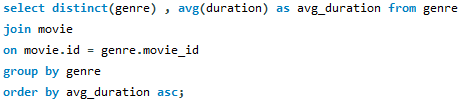 select distinct(genre) , avg(duration) as avg_duration from genre
join movie
on movie.id = genre.movie_id
group by genre
order by avg_duration asc;